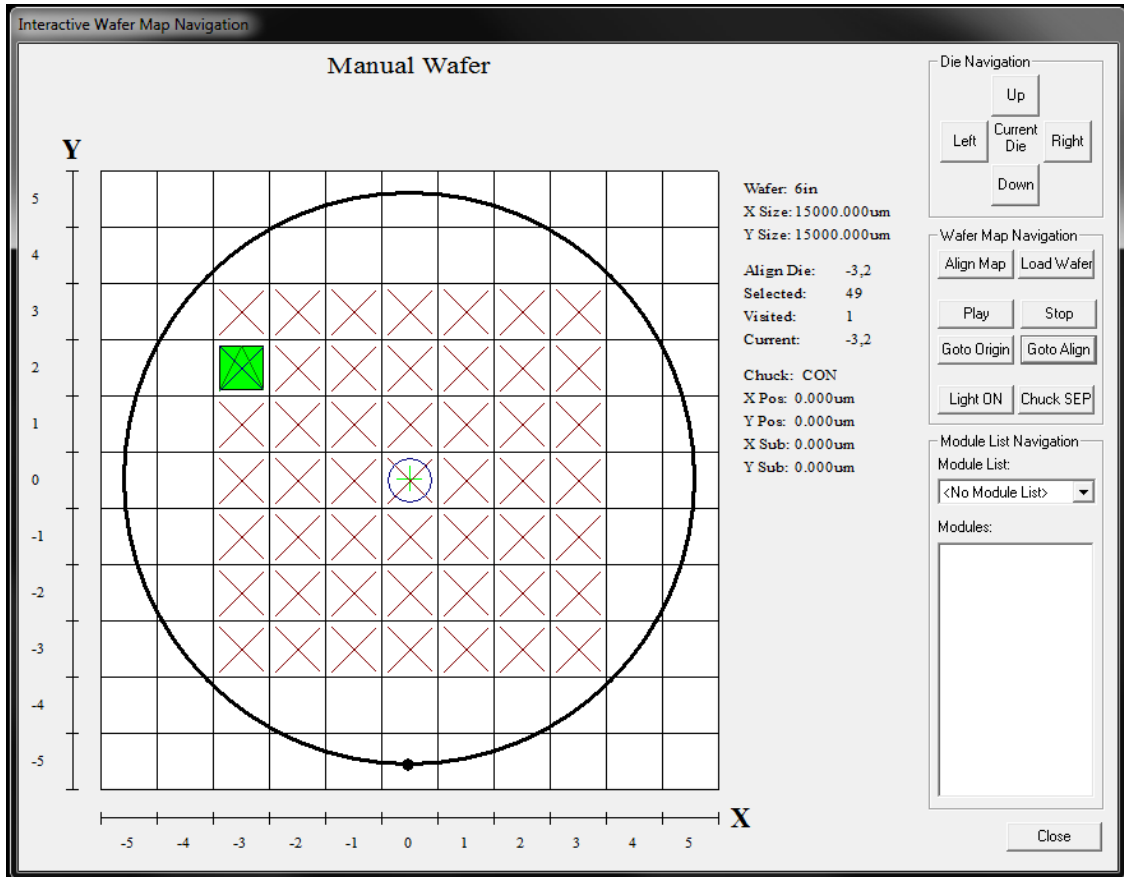 Interactive Wafer Map Navigation
Manual Wafer
Y
5
4
3
2
1
0
-1
-2
-3
-4
-5
-5 -4 -3 -2 -1 0 1 2 3 4 5
X
Wafer: 6in
X Size: 15000.000um
Y Size: 15000.000um
Align Die: -3,2
Selected: 49
Visited: 1
Current: -3,2
Chuck: CON
X Pos: 0.000um
Y Pos: 0.000um
X Sub: 0.000um
Y Sub: 0.000um
Die Navigation
Up
Left Current Die Right
Down
Wafer Map Navigation
Align Map Load Wafer
Play Stop
Goto Origin Goto Align
Light ON Chuck SEP
Module List Navigation
Module List:
<No Module List>
Modules:
Close